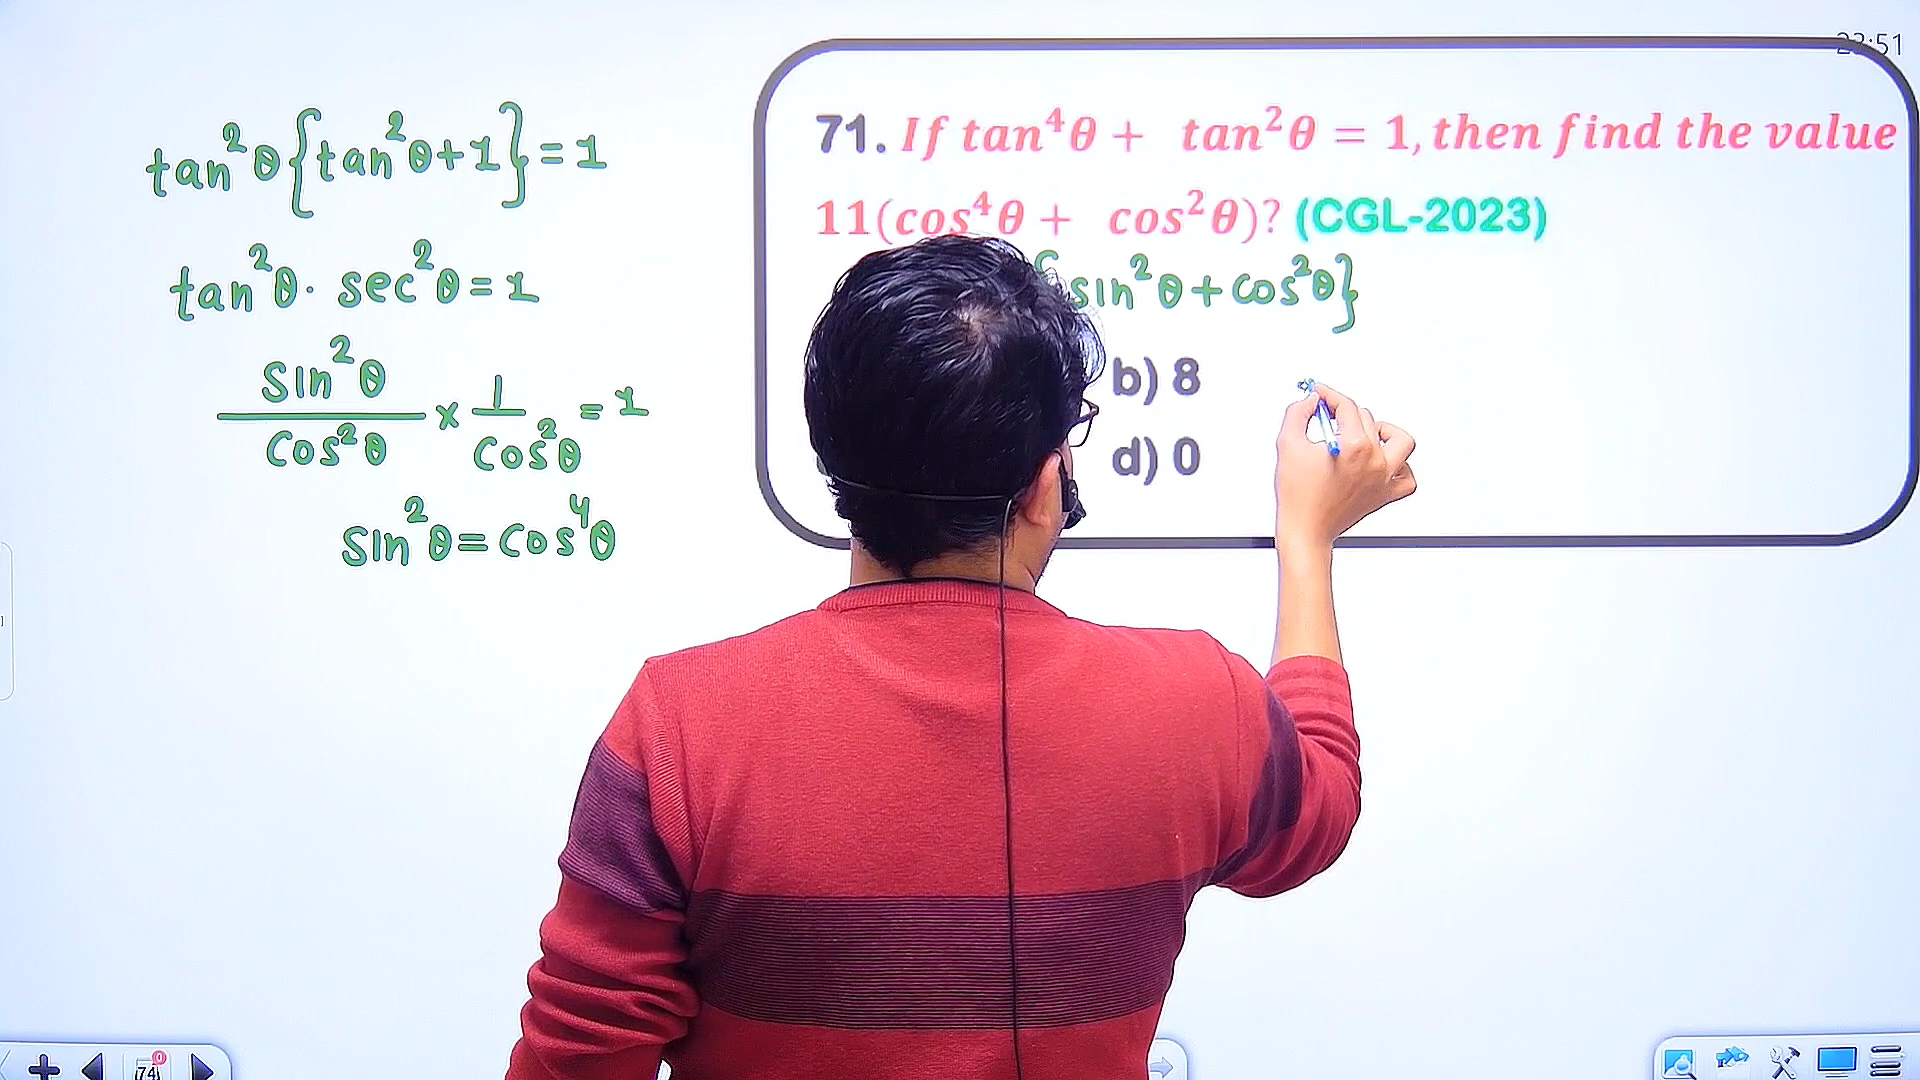 23:51
71. If tan⁴θ + tan²θ = 1, then find the value
11(cos⁴θ + cos²θ)? (CGL-2023)
{sin²θ + cos²θ}
b) 8
d) 0
tan²θ{tan²θ+1}=1
tan²θ· sec²θ=1
sin²θ/cos²θ × 1/cos²θ =1
sin²θ= cos⁴θ
74
0